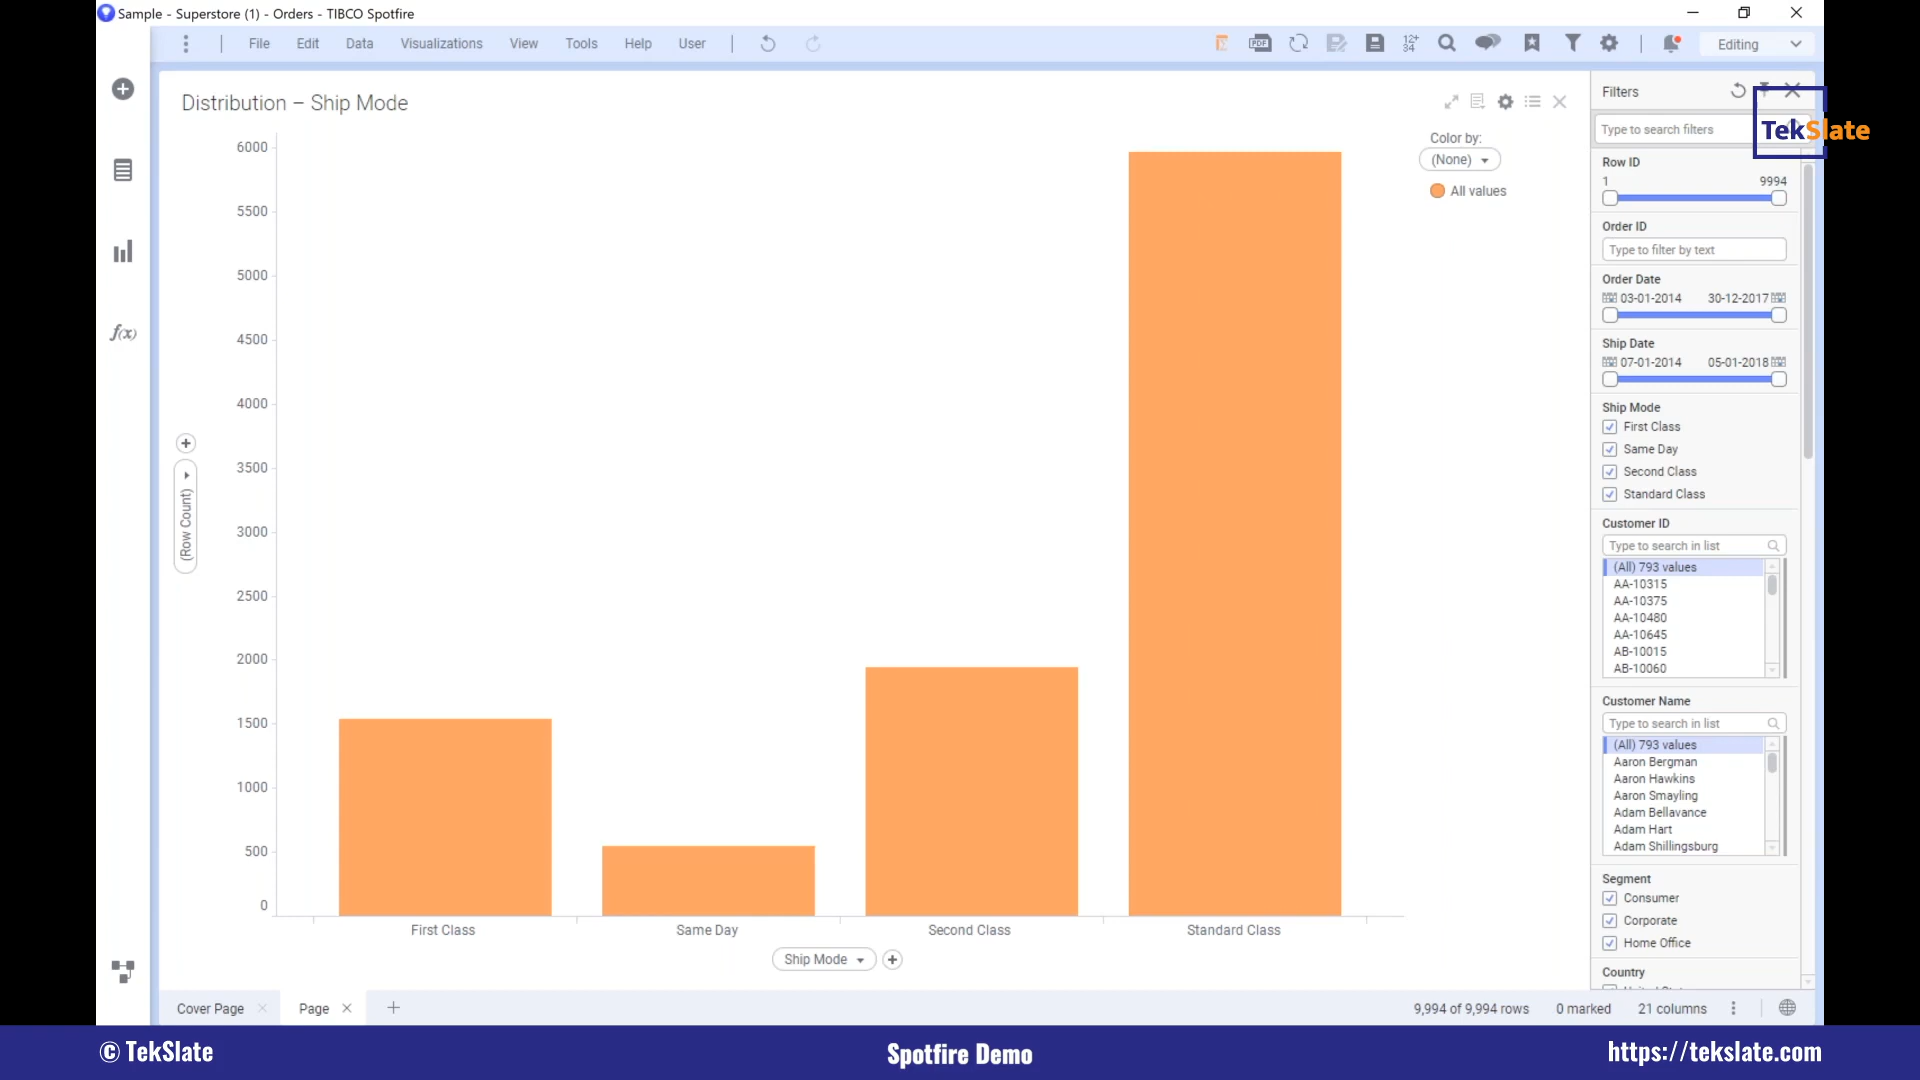 Sample - Superstore (1) - Orders - TIBCO Spotfire
File Edit Data Visualizations View Tools Help User
PDF
12+
34
Editing
Distribution – Ship Mode
Color by:
(None)
All values
6000
5500
5000
4500
4000
3500
3000
2500
2000
1500
1000
500
0
(Row Count)
f(x)
First Class Same Day Second Class Standard Class
Ship Mode
Filters
Type to search filters
TekSlate
Row ID
1 9994
Order ID
Type to filter by text
Order Date
03-01-2014 30-12-2017
Ship Date
07-01-2014 05-01-2018
Ship Mode
First Class
Same Day
Second Class
Standard Class
Customer ID
Type to search in list
(All) 793 values
AA-10315
AA-10375
AA-10480
AA-10645
AB-10015
AB-10060
Customer Name
Type to search in list
(All) 793 values
Aaron Bergman
Aaron Hawkins
Aaron Smayling
Adam Bellavance
Adam Hart
Adam Shillingsburg
Segment
Consumer
Corporate
Home Office
Country
Cover Page Page
9,994 of 9,994 rows 0 marked 21 columns
© TekSlate
Spotfire Demo
https://tekslate.com